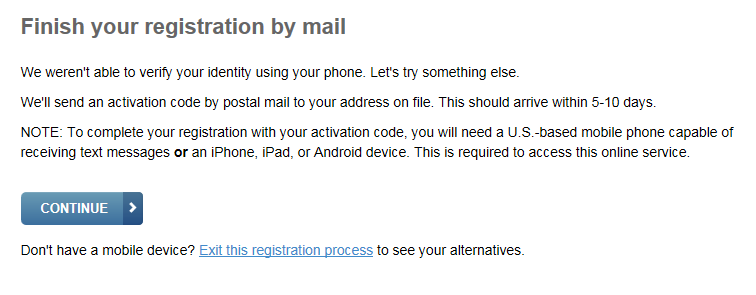 Finish your registration by mail
We weren't able to verify your identity using your phone. Let's try something else.
We'll send an activation code by postal mail to your address on file. This should arrive within 5-10 days.
NOTE: To complete your registration with your activation code, you will need a U.S.-based mobile phone capable of
receiving text messages or an iPhone, iPad, or Android device. This is required to access this online service.
CONTINUE
Don't have a mobile device? Exit this registration process to see your alternatives.